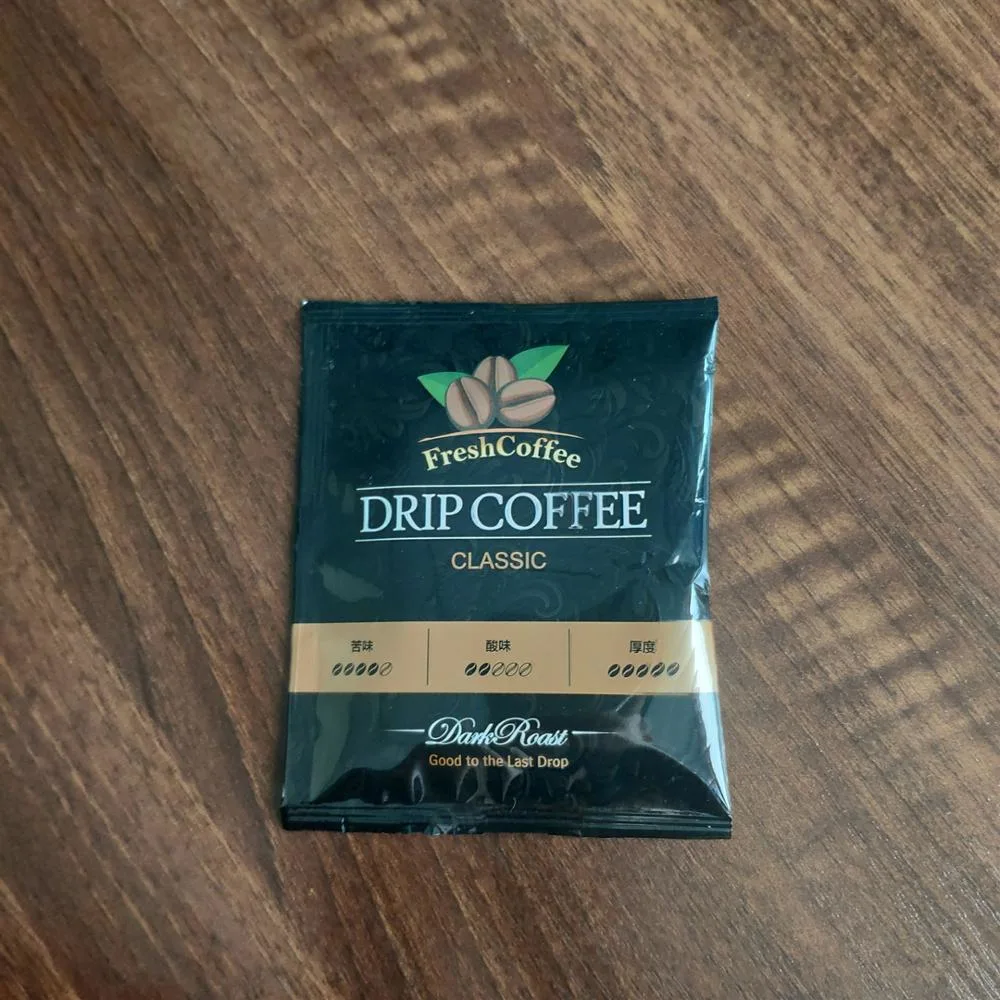 FreshCoffee
DRIP COFFEE
CLASSIC
苦味 酸味 厚度
DarkRoast
Good to the Last Drop